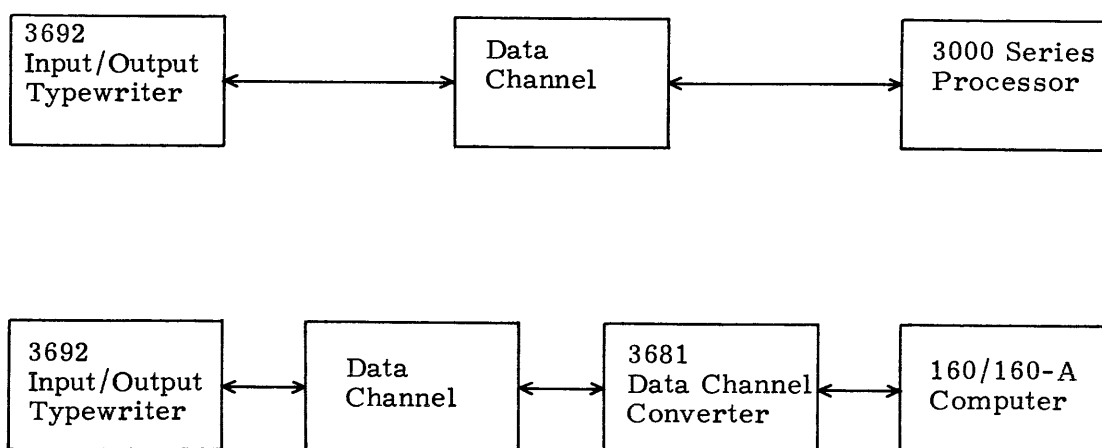 3692
Input/Output
Typewriter
Data
Channel
3000 Series
Processor
3692
Input/Output
Typewriter
Data
Channel
3681
Data Channel
Converter
160/160-A
Computer